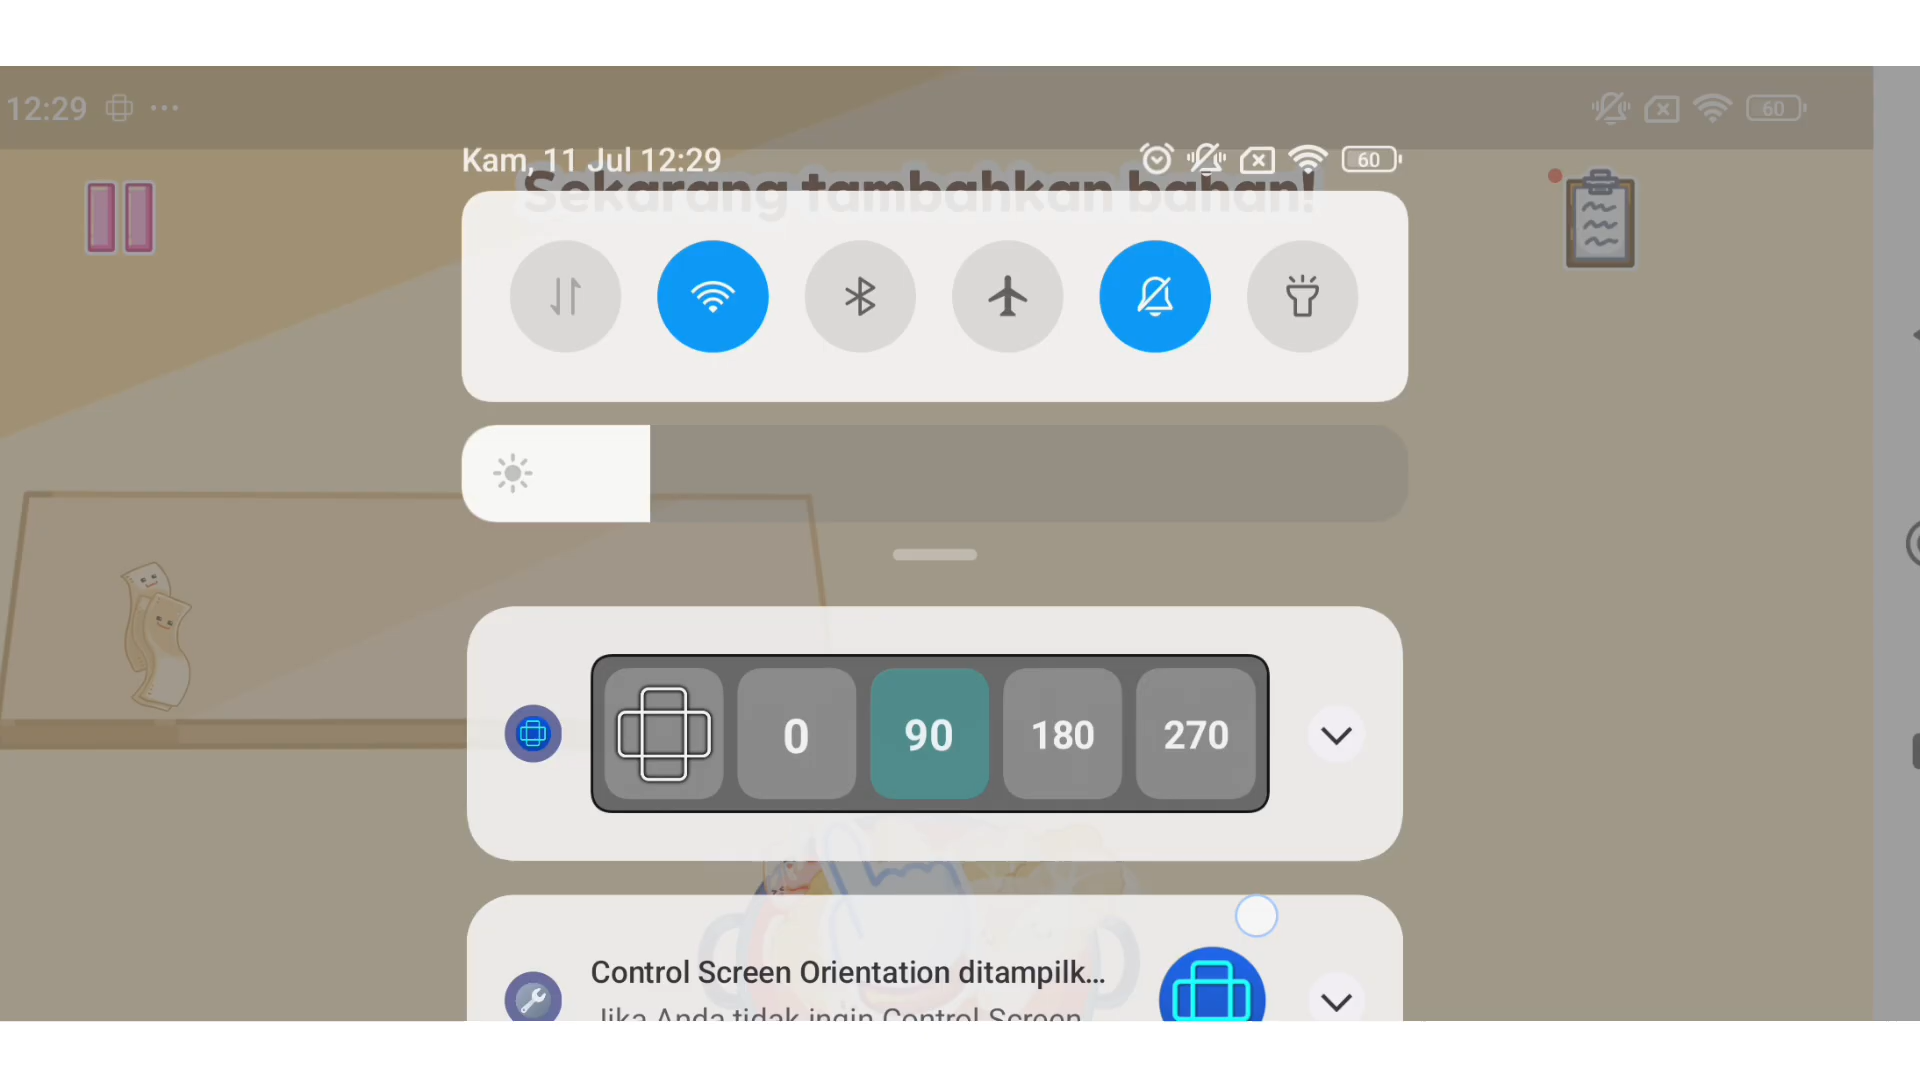 12:29
60
Kam, 11 Jul 12:29
60
Sekarang tambahkan bahan!
0
90
180
270
Control Screen Orientation ditampilk...
Jika Anda tidak ingin Control Screen